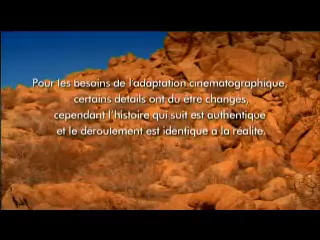 Pour les besoins de l'adaptation cinematographique,
certains details ont du être changes,
cependant l'histoire qui suit est authentique
et le deroulement est identique a la realite.